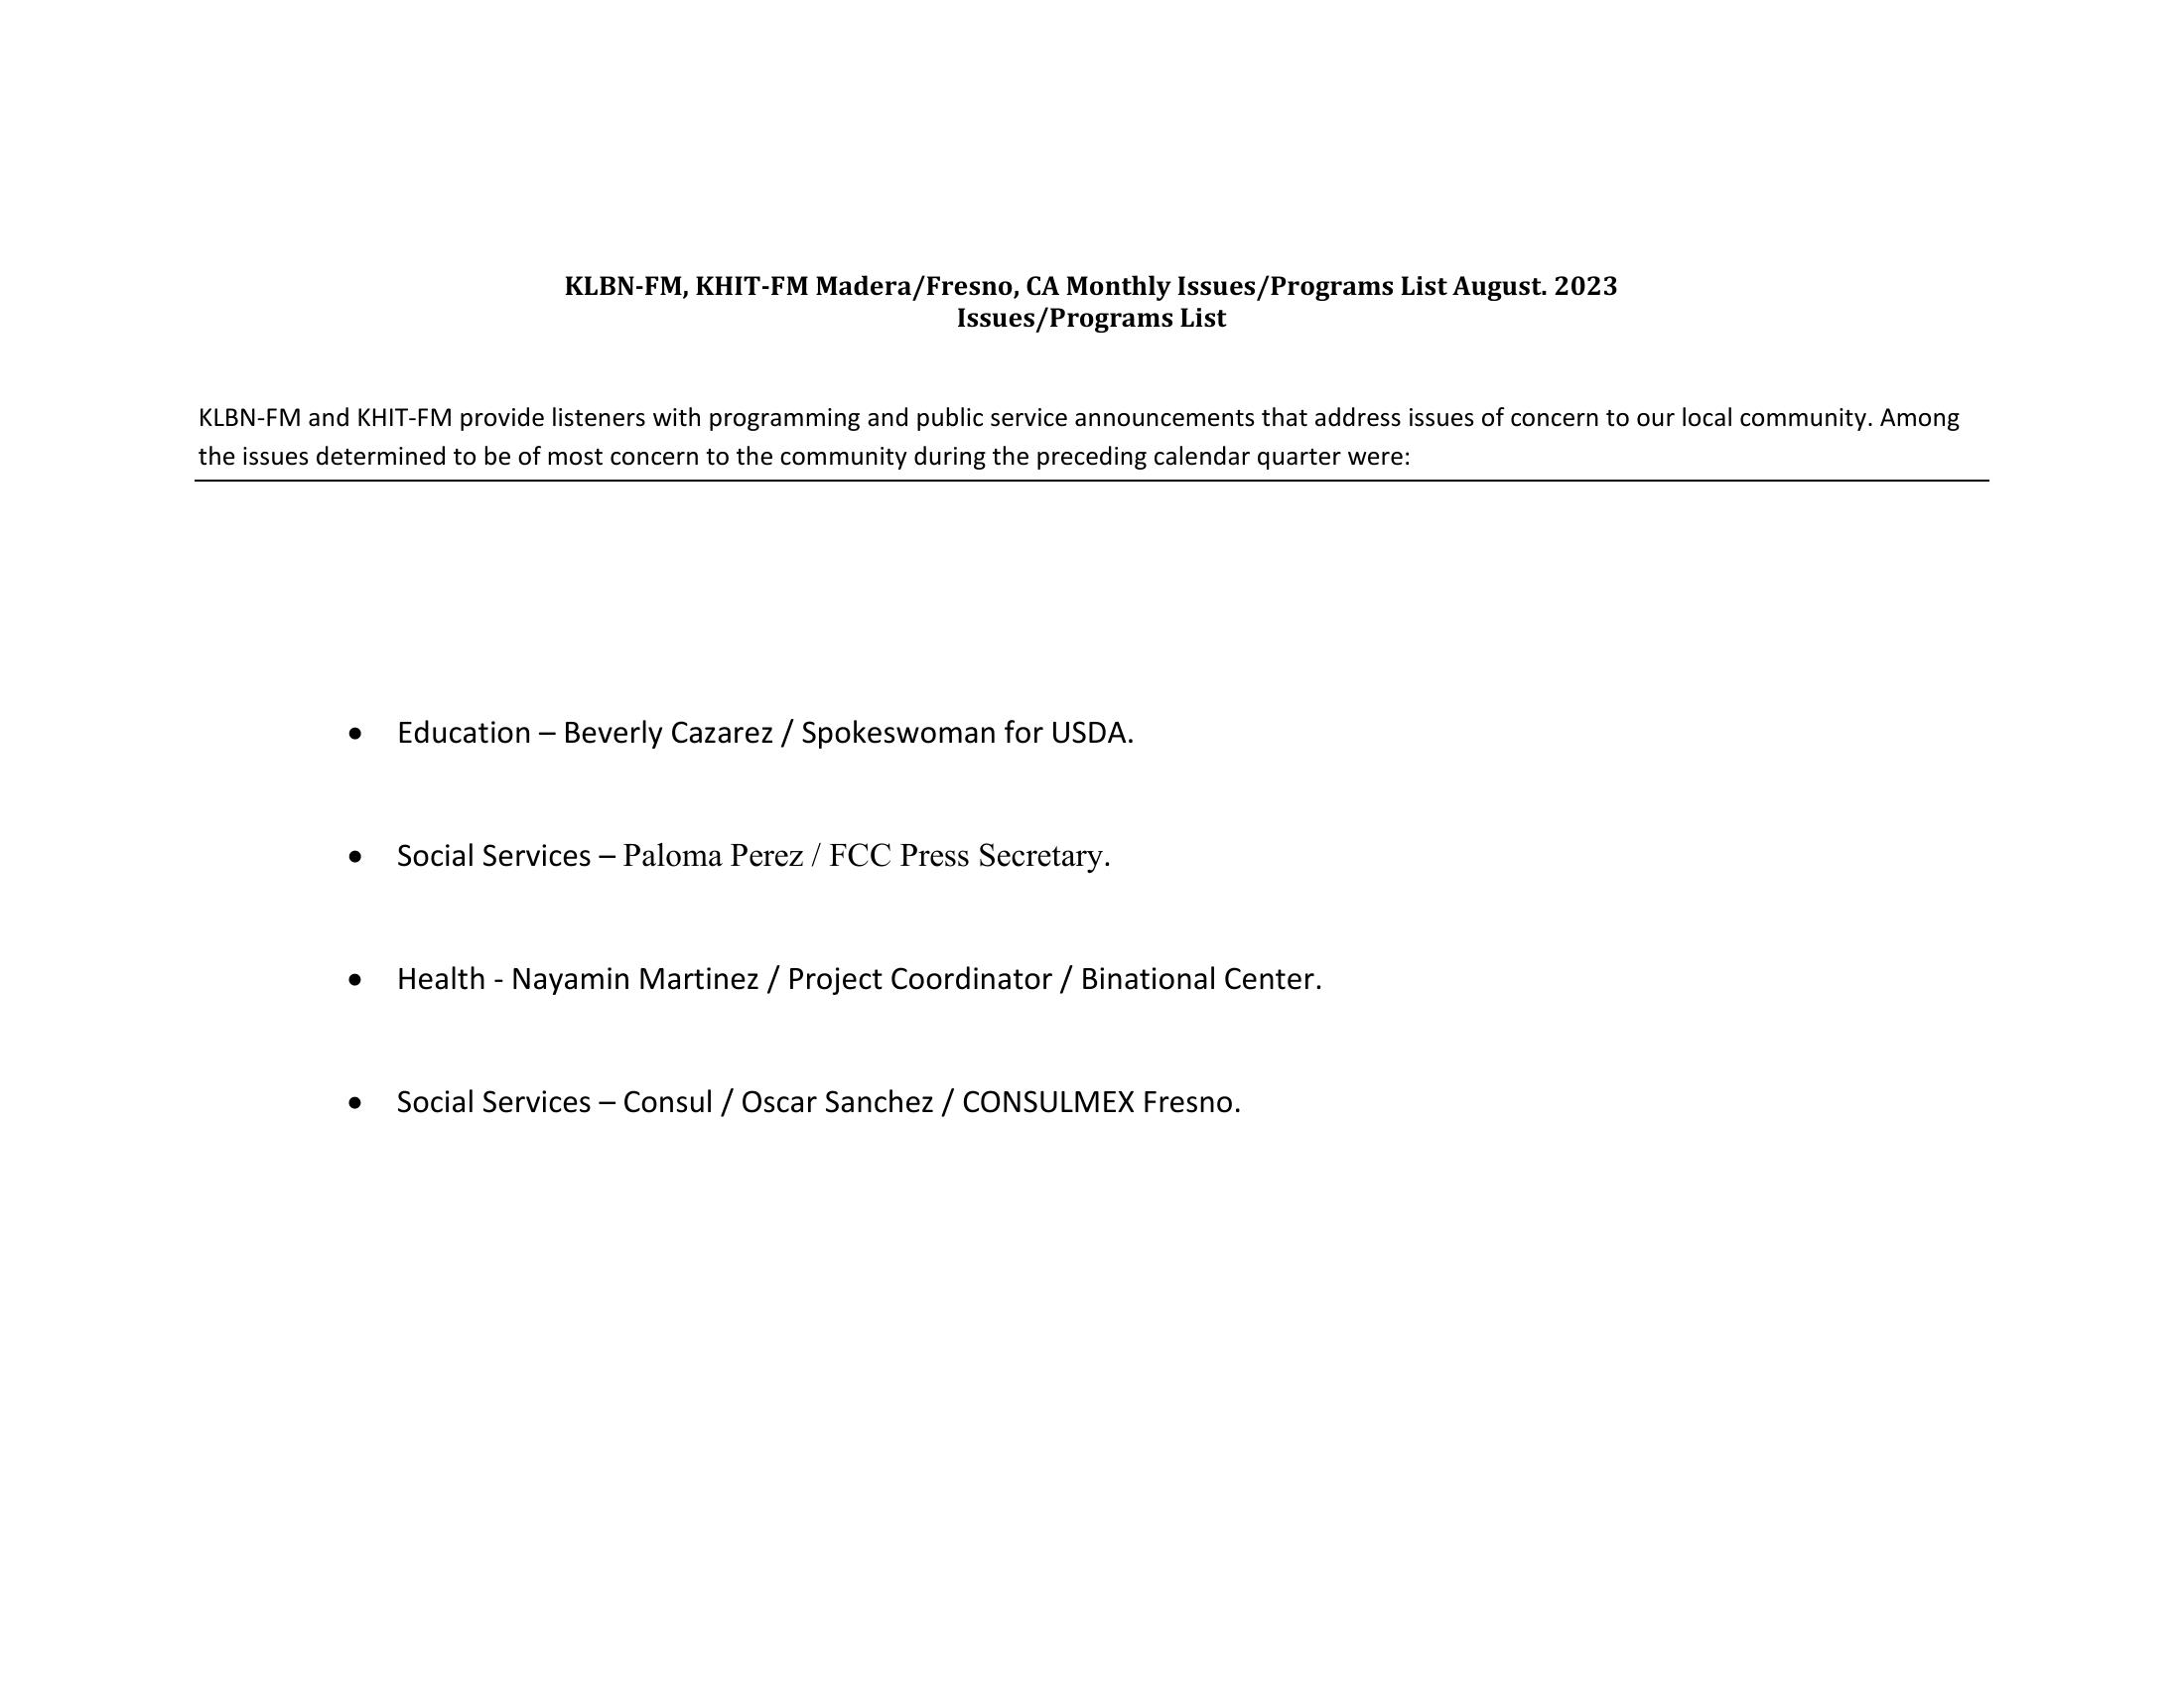 KLBN-FM, KHIT-FM Madera/Fresno, CA Monthly Issues/Programs List August. 2023
Issues/Programs List
KLBN-FM and KHIT-FM provide listeners with programming and public service announcements that address issues of concern to our local community. Among
the issues determined to be of most concern to the community during the preceding calendar quarter were:
• Education – Beverly Cazarez / Spokeswoman for USDA.
• Social Services – Paloma Perez / FCC Press Secretary.
• Health - Nayamin Martinez / Project Coordinator / Binational Center.
• Social Services – Consul / Oscar Sanchez / CONSULMEX Fresno.